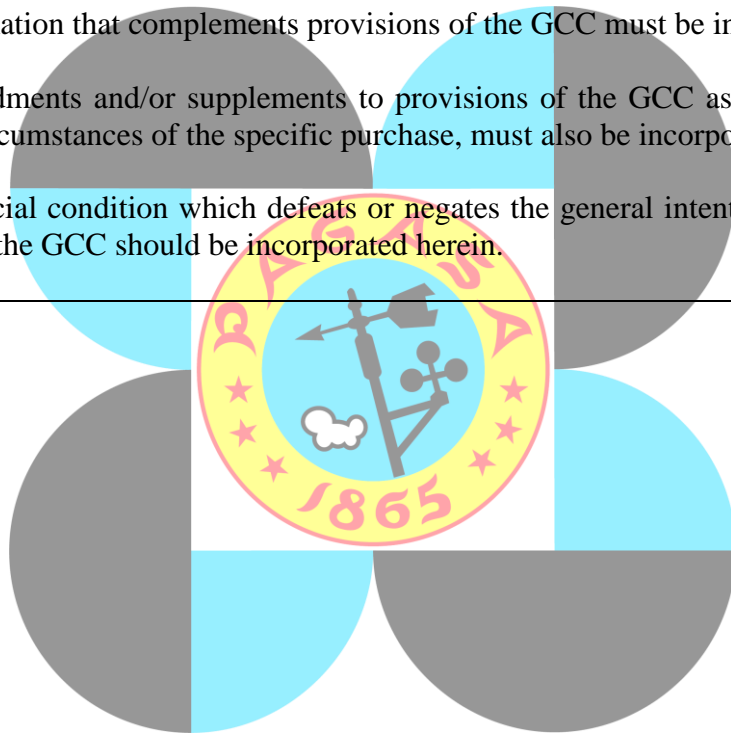 ation that complements provisions of the GCC must be in
dments and/or supplements to provisions of the GCC as
cumstances of the specific purchase, must also be incorpo
cial condition which defeats or negates the general intent
the GCC should be incorporated herein.
PAGASA
1865